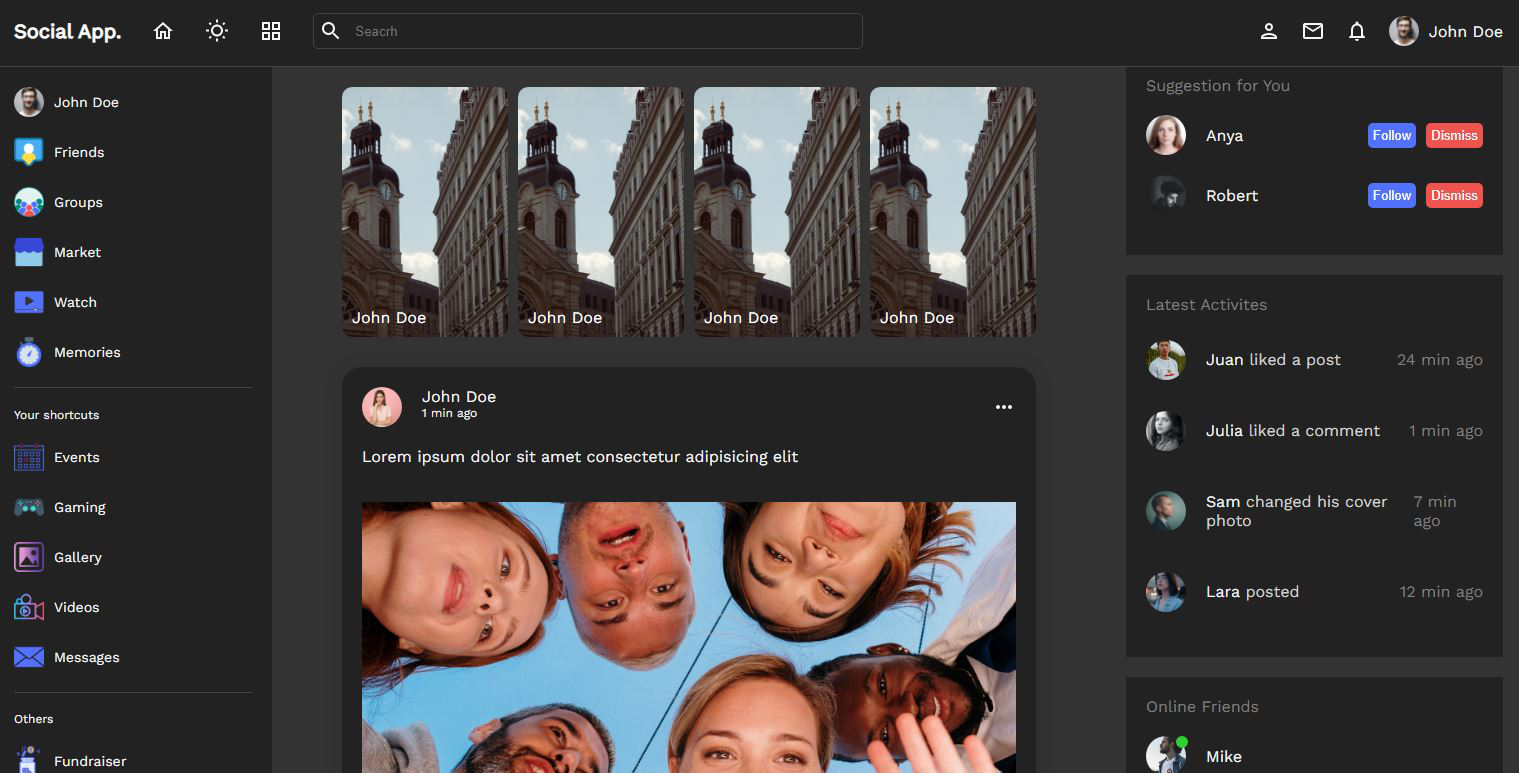 Social App.
Seacrh
John Doe
John Doe
Friends
Groups
Market
Watch
Memories
Your shortcuts
Events
Gaming
Gallery
Videos
Messages
Others
Fundraiser
John Doe
John Doe
John Doe
John Doe
John Doe
1 min ago
Lorem ipsum dolor sit amet consectetur adipisicing elit
Suggestion for You
Anya
Follow
Dismiss
Robert
Follow
Dismiss
Latest Activites
Juan liked a post
24 min ago
Julia liked a comment
1 min ago
Sam changed his cover
photo
7 min
ago
Lara posted
12 min ago
Online Friends
Mike